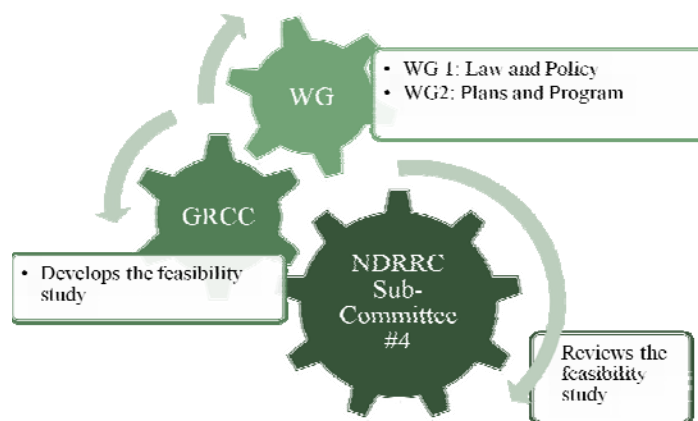 WG
• WG 1: Law and Policy
• WG2: Plans and Program
GRCC
• Develops the feasibility
study
NDRRC
Sub-
Committee
#4
Reviews the
feasibility
study